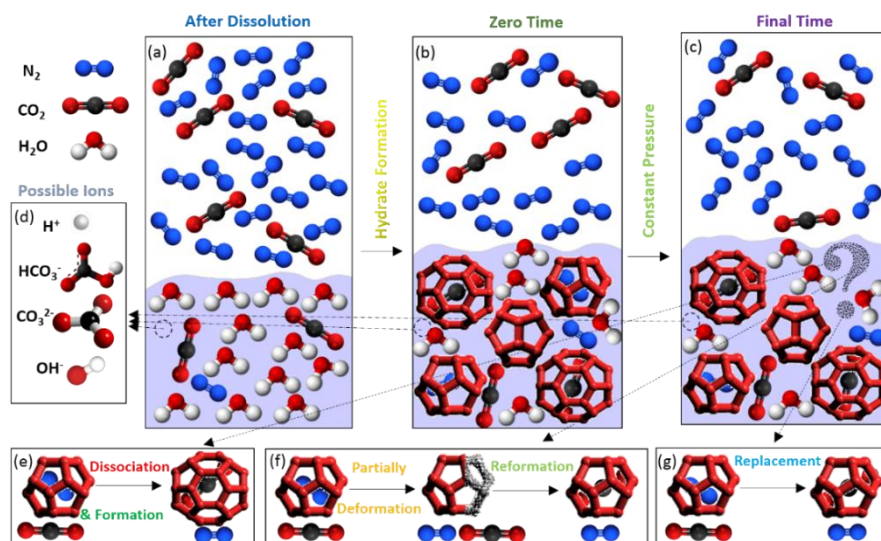 After Dissolution
Zero Time
Final Time
(a)
(b)
(c)
N₂
CO₂
H₂O
Possible Ions
(d)
H⁺
HCO₃⁻
CO₃²⁻
OH⁻
Hydrate Formation
Constant Pressure
?
(e)
Dissociation
& Formation
(f)
Partially
Deformation
Reformation
(g)
Replacement